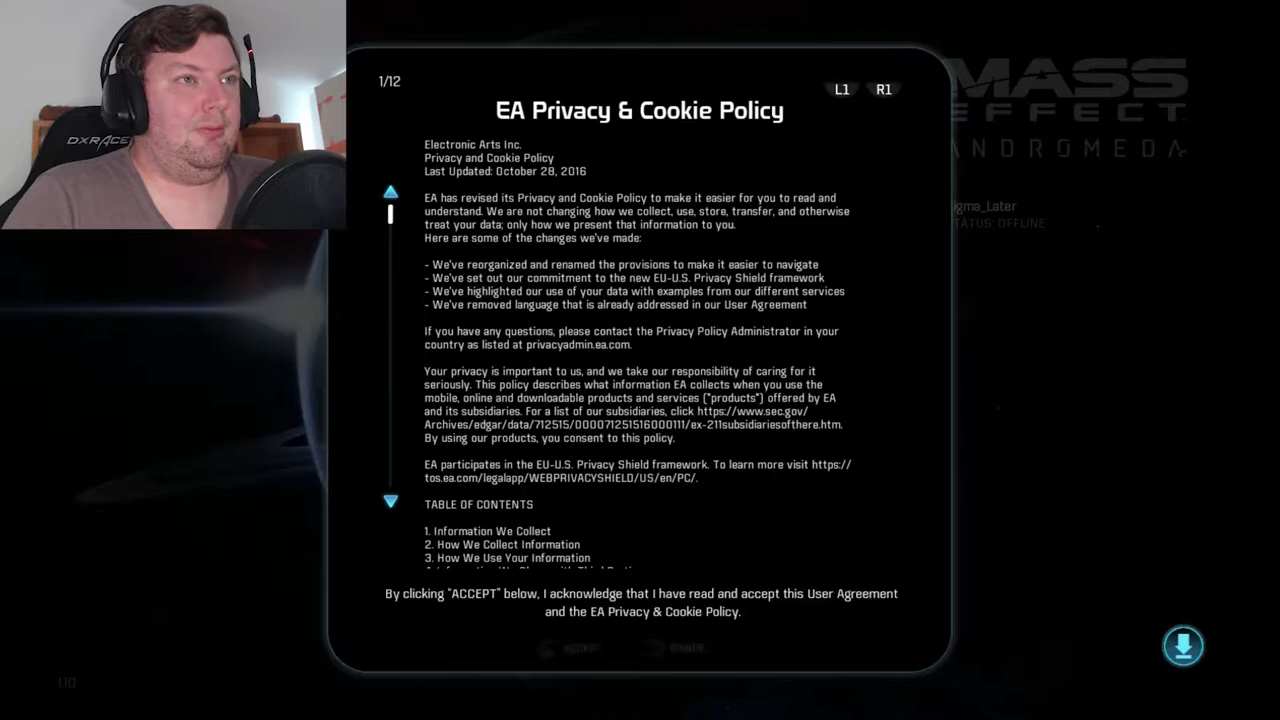 DXRACE
1/12
L1 R1
EA Privacy & Cookie Policy
MASS
EFFECT
ANDROMEDA
Electronic Arts Inc.
Privacy and Cookie Policy
Last Updated: October 28, 2016
igma_Later
TATUS: OFFLINE
EA has revised its Privacy and Cookie Policy to make it easier for you to read and
understand. We are not changing how we collect, use, store, transfer, and otherwise
treat your data; only how we present that information to you.
Here are some of the changes we've made:
- We've reorganized and renamed the provisions to make it easier to navigate
- We've set out our commitment to the new EU-U.S. Privacy Shield framework
- We've highlighted our use of your data with examples from our different services
- We've removed language that is already addressed in our User Agreement
If you have any questions, please contact the Privacy Policy Administrator in your
country as listed at privacyadmin.ea.com.
Your privacy is important to us, and we take our responsibility of caring for it
seriously. This policy describes what information EA collects when you use the
mobile, online and downloadable products and services ("products") offered by EA
and its subsidiaries. For a list of our subsidiaries, click https://www.sec.gov/
Archives/edgar/data/712515/000071251516000111/ex-211subsidiariesofthere.htm.
By using our products, you consent to this policy.
EA participates in the EU-U.S. Privacy Shield framework. To learn more visit https://
tos.ea.com/legalapp/WEBPRIVACYSHIELD/US/en/PC/.
TABLE OF CONTENTS
1. Information We Collect
2. How We Collect Information
3. How We Use Your Information
By clicking "ACCEPT" below, I acknowledge that I have read and accept this User Agreement
and the EA Privacy & Cookie Policy.
ACCEPT
1.10